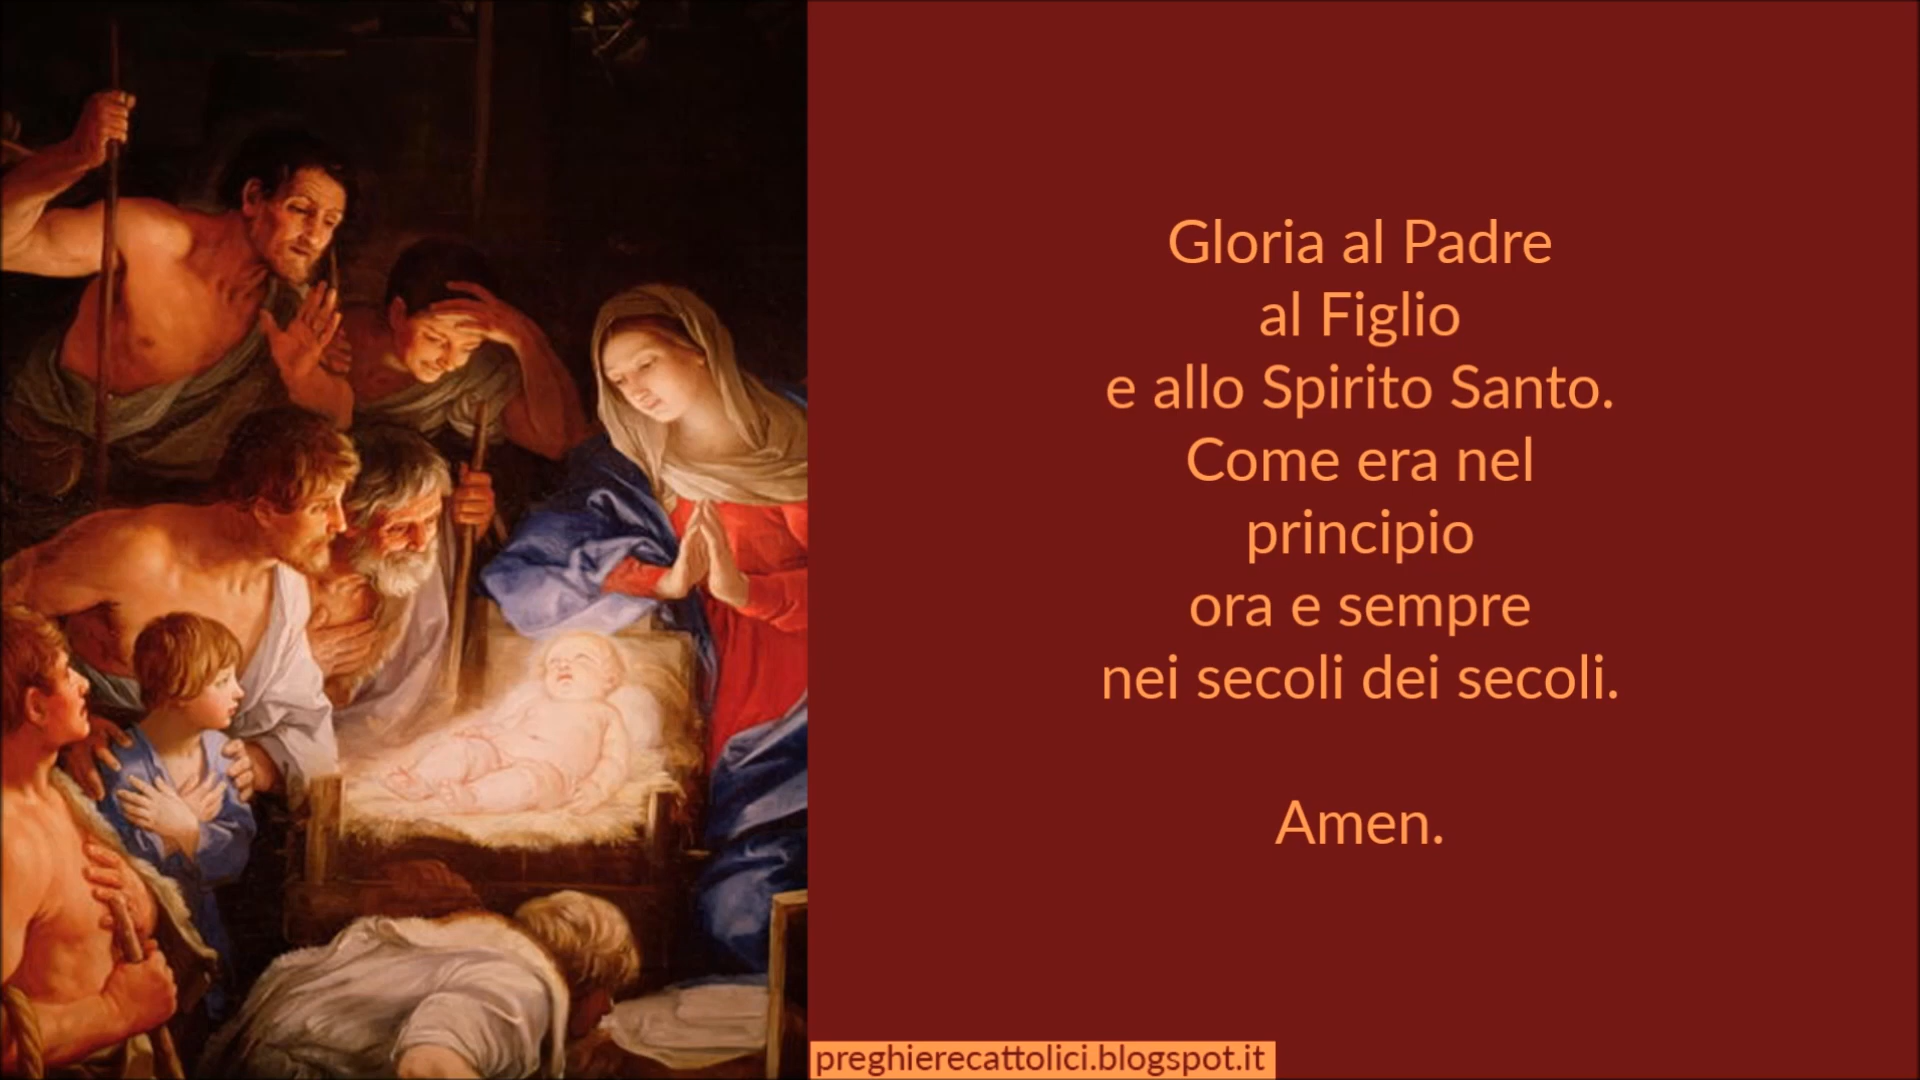 Gloria al Padre
al Figlio
e allo Spirito Santo.
Come era nel
principio
ora e sempre
nei secoli dei secoli.
Amen.
preghierecattolici.blogspot.it